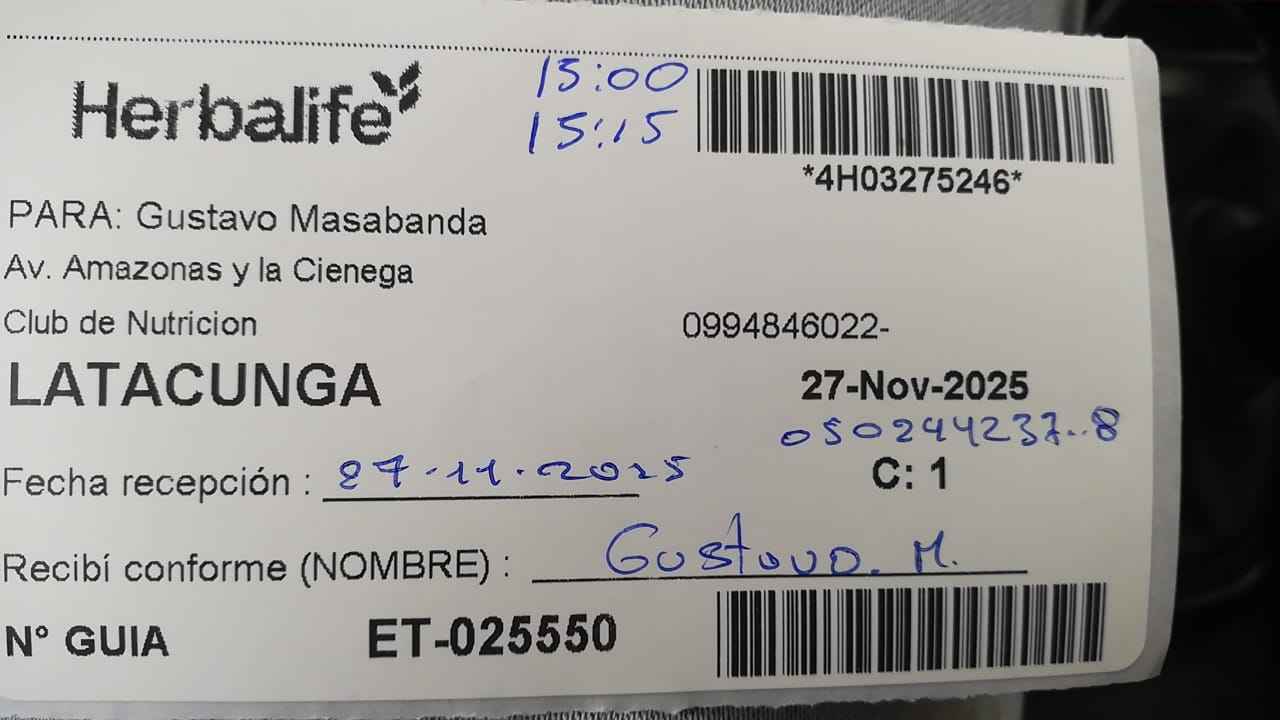 Herbalife
15:00
15:15
*4H03275246*
PARA: Gustavo Masabanda
Av. Amazonas y la Cienega
Club de Nutricion 0994846022-
LATACUNGA 27-Nov-2025
050244237..8
Fecha recepción : 27.11.2025
C: 1
Recibí conforme (NOMBRE) : Gustavo. M.
N° GUIA ET-025550